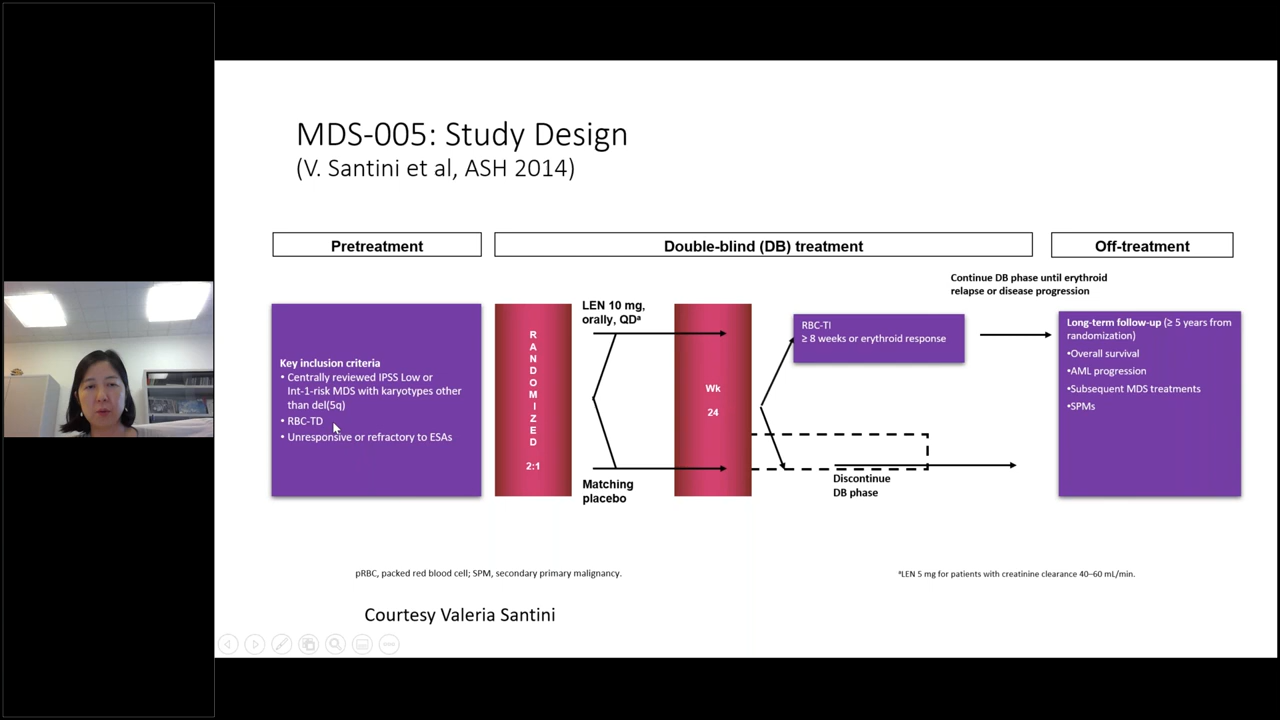 MDS-005: Study Design
(V. Santini et al, ASH 2014)
Pretreatment
Double-blind (DB) treatment
Off-treatment
Key inclusion criteria
• Centrally reviewed IPSS Low or
Int-1-risk MDS with karyotypes other
than del(5q)
• RBC-TD
• Unresponsive or refractory to ESAs
R
A
N
D
O
M
I
Z
E
D
2:1
LEN 10 mg,
orally, QDᵃ
Matching
placebo
Wk
24
RBC-TI
≥ 8 weeks or erythroid response
Discontinue
DB phase
Continue DB phase until erythroid
relapse or disease progression
Long-term follow-up (≥ 5 years from
randomization)
•Overall survival
•AML progression
•Subsequent MDS treatments
•SPMs
pRBC, packed red blood cell; SPM, secondary primary malignancy.
ᵃLEN 5 mg for patients with creatinine clearance 40–60 mL/min.
Courtesy Valeria Santini